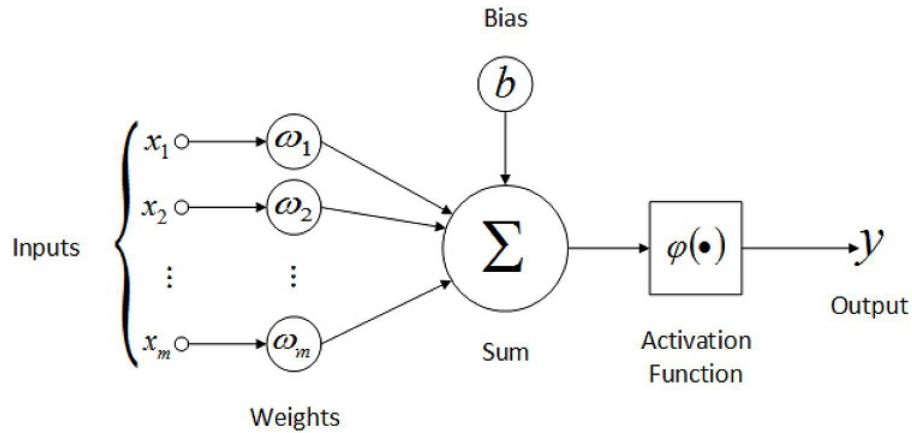 Bias
b
x₁
ω₁
x₂
ω₂
Inputs
⋮
⋮
xₘ
ωₘ
Σ
φ(•)
y
Output
Sum
Activation
Function
Weights